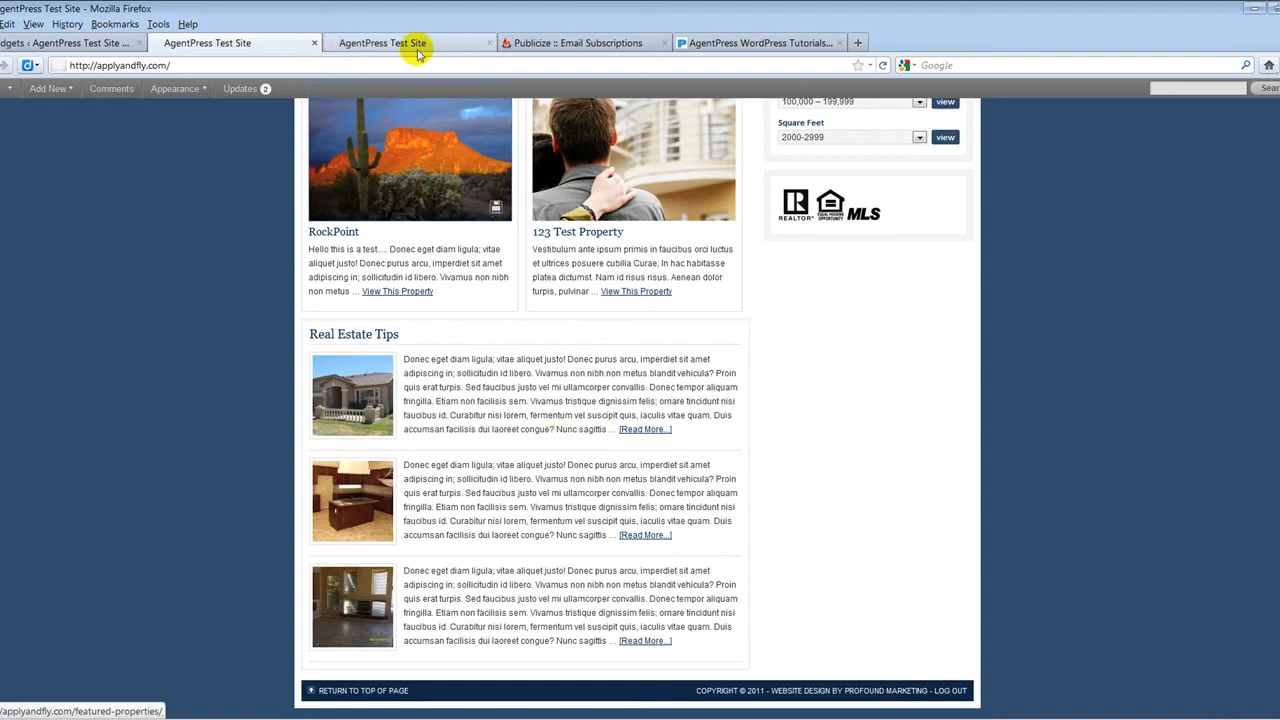 AgentPress Test Site - Mozilla Firefox
Edit View History Bookmarks Tools Help
dgets ‹ AgentPress Test Site ... AgentPress Test Site AgentPress Test Site Publicize :: Email Subscriptions AgentPress WordPress Tutorials...
http://applyandfly.com/ Google
Add New Comments Appearance Updates 2 Sear
100,000 – 199,999 view
Square Feet
2000-2999 view
REALTOR® EQUAL HOUSING OPPORTUNITY MLS
RockPoint
Hello this is a test.... Donec eget diam ligula; vitae
aliquet justo! Donec purus arcu, imperdiet sit amet
adipiscing in; sollicitudin id libero. Vivamus non nibh
non metus ... View This Property
123 Test Property
Vestibulum ante ipsum primis in faucibus orci luctus
et ultrices posuere cubilia Curae; In hac habitasse
platea dictumst. Nam id risus risus. Aenean dolor
turpis, pulvinar ... View This Property
Real Estate Tips
Donec eget diam ligula; vitae aliquet justo! Donec purus arcu, imperdiet sit amet
adipiscing in; sollicitudin id libero. Vivamus non nibh non metus blandit vehicula? Proin
quis erat turpis. Sed faucibus justo vel mi ullamcorper convallis. Donec tempor aliquam
fringilla. Etiam non facilisis sem. Vivamus tristique dignissim felis; ornare tincidunt nisi
faucibus id. Curabitur nisi lorem, fermentum vel suscipit quis, iaculis vitae quam. Duis
accumsan facilisis dui laoreet congue? Nunc sagittis ... [Read More...]
Donec eget diam ligula; vitae aliquet justo! Donec purus arcu, imperdiet sit amet
adipiscing in; sollicitudin id libero. Vivamus non nibh non metus blandit vehicula? Proin
quis erat turpis. Sed faucibus justo vel mi ullamcorper convallis. Donec tempor aliquam
fringilla. Etiam non facilisis sem. Vivamus tristique dignissim felis; ornare tincidunt nisi
faucibus id. Curabitur nisi lorem, fermentum vel suscipit quis, iaculis vitae quam. Duis
accumsan facilisis dui laoreet congue? Nunc sagittis ... [Read More...]
Donec eget diam ligula; vitae aliquet justo! Donec purus arcu, imperdiet sit amet
adipiscing in; sollicitudin id libero. Vivamus non nibh non metus blandit vehicula? Proin
quis erat turpis. Sed faucibus justo vel mi ullamcorper convallis. Donec tempor aliquam
fringilla. Etiam non facilisis sem. Vivamus tristique dignissim felis; ornare tincidunt nisi
faucibus id. Curabitur nisi lorem, fermentum vel suscipit quis, iaculis vitae quam. Duis
accumsan facilisis dui laoreet congue? Nunc sagittis ... [Read More...]
RETURN TO TOP OF PAGE COPYRIGHT © 2011 - WEBSITE DESIGN BY PROFOUND MARKETING - LOG OUT
/applyandfly.com/featured-properties/